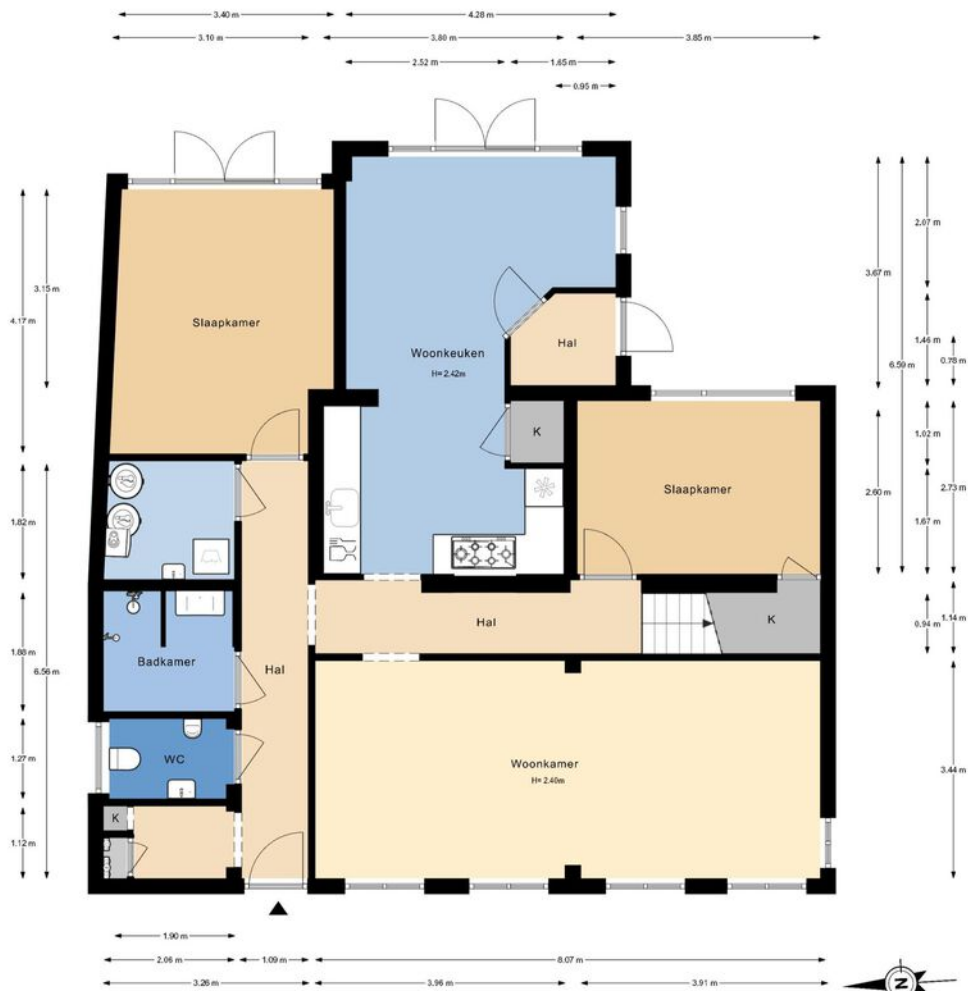 3.40 m
4.28 m
3.10 m
3.80 m
3.85 m
2.52 m
1.65 m
0.95 m
4.17 m
3.15 m
3.67 m
6.59 m
2.07 m
1.46 m
0.78 m
Slaapkamer
Woonkeuken
H= 2.42m
Hal
K
Slaapkamer
2.60 m
1.02 m
1.67 m
2.73 m
1.82 m
1.88 m
6.56 m
Badkamer
Hal
Hal
K
0.94 m
1.14 m
1.27 m
WC
Woonkamer
H= 2.40m
3.44 m
1.12 m
K
1.90 m
2.06 m
1.09 m
8.07 m
3.26 m
3.96 m
3.91 m
N